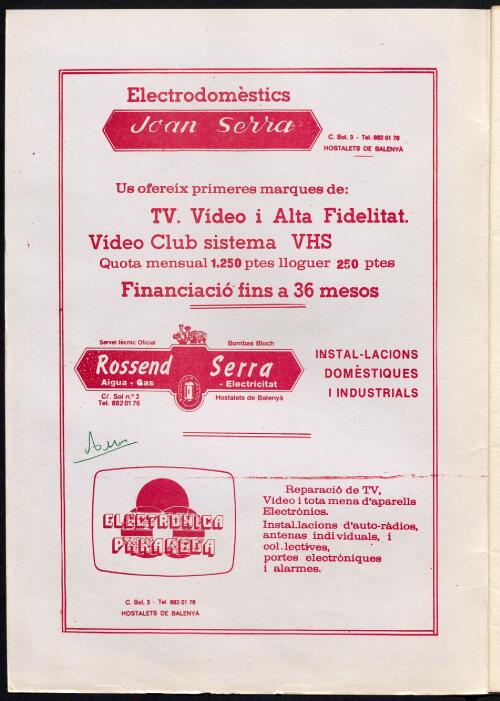 Electrodomèstics
Joan Serra
C. Sol, 3 - Tel. 882 01 76
HOSTALETS DE BALENYÀ
Us ofereix primeres marques de:
TV. Vídeo i Alta Fidelitat.
Vídeo Club sistema VHS
Quota mensual 1.250 ptes lloguer 250 ptes
Financiació fins a 36 mesos
Servei tècnic Oficial
Bombas Bloch
Rossend Serra
Aigua - Gas - Electricitat
C/. Sol n.º 3
Tel. 882 01 76
Hostalets de Balenyà
INSTAL-LACIONS
DOMÈSTIQUES
I INDUSTRIALS
ELECTRONICA
PARAREDA
Reparació de TV,
Vídeo i tota mena d'aparells
Electrònics.
Instal.lacions d'auto-ràdios,
antenas individuals, i
col.lectives,
portes electròniques
i alarmes.
C. Sol, 3 - Tel. 882 01 76
HOSTALETS DE BALENYÀ